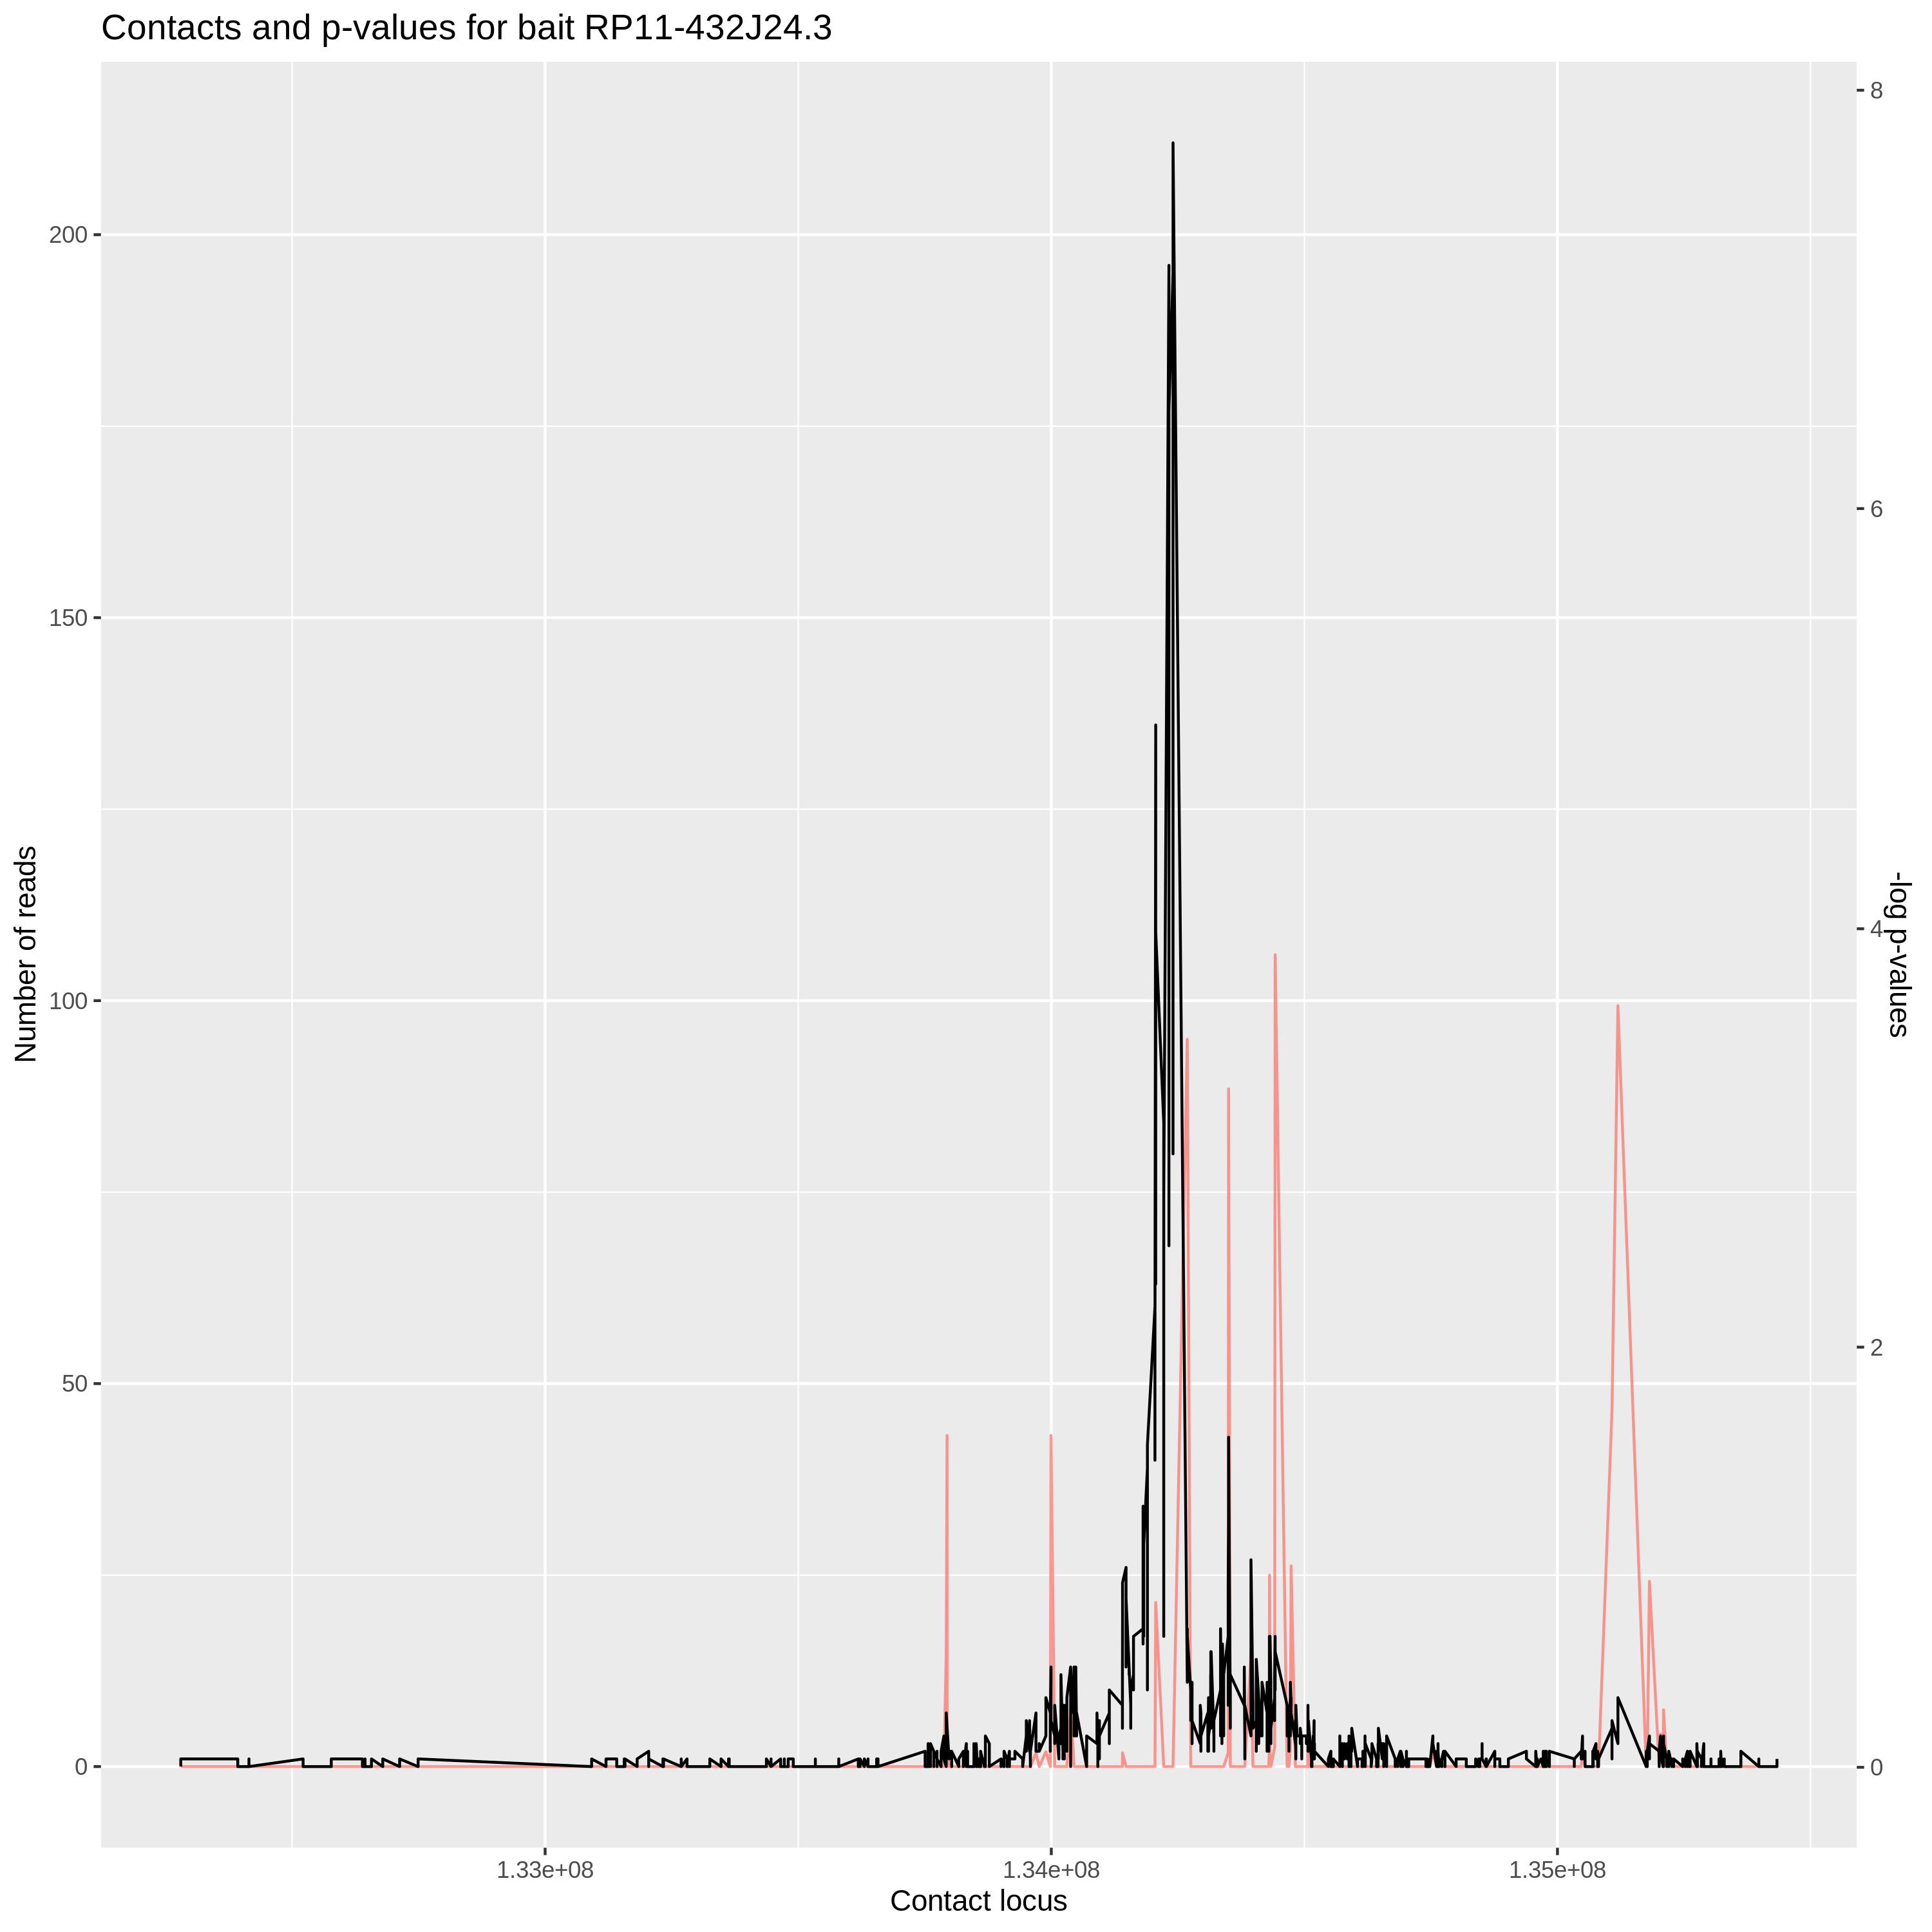 Contacts and p-values for bait RP11-432J24.3
8
200
6
150
4
Number of reads
-log p-values
100
2
50
0
0
1.33e+08
1.34e+08
1.35e+08
Contact locus